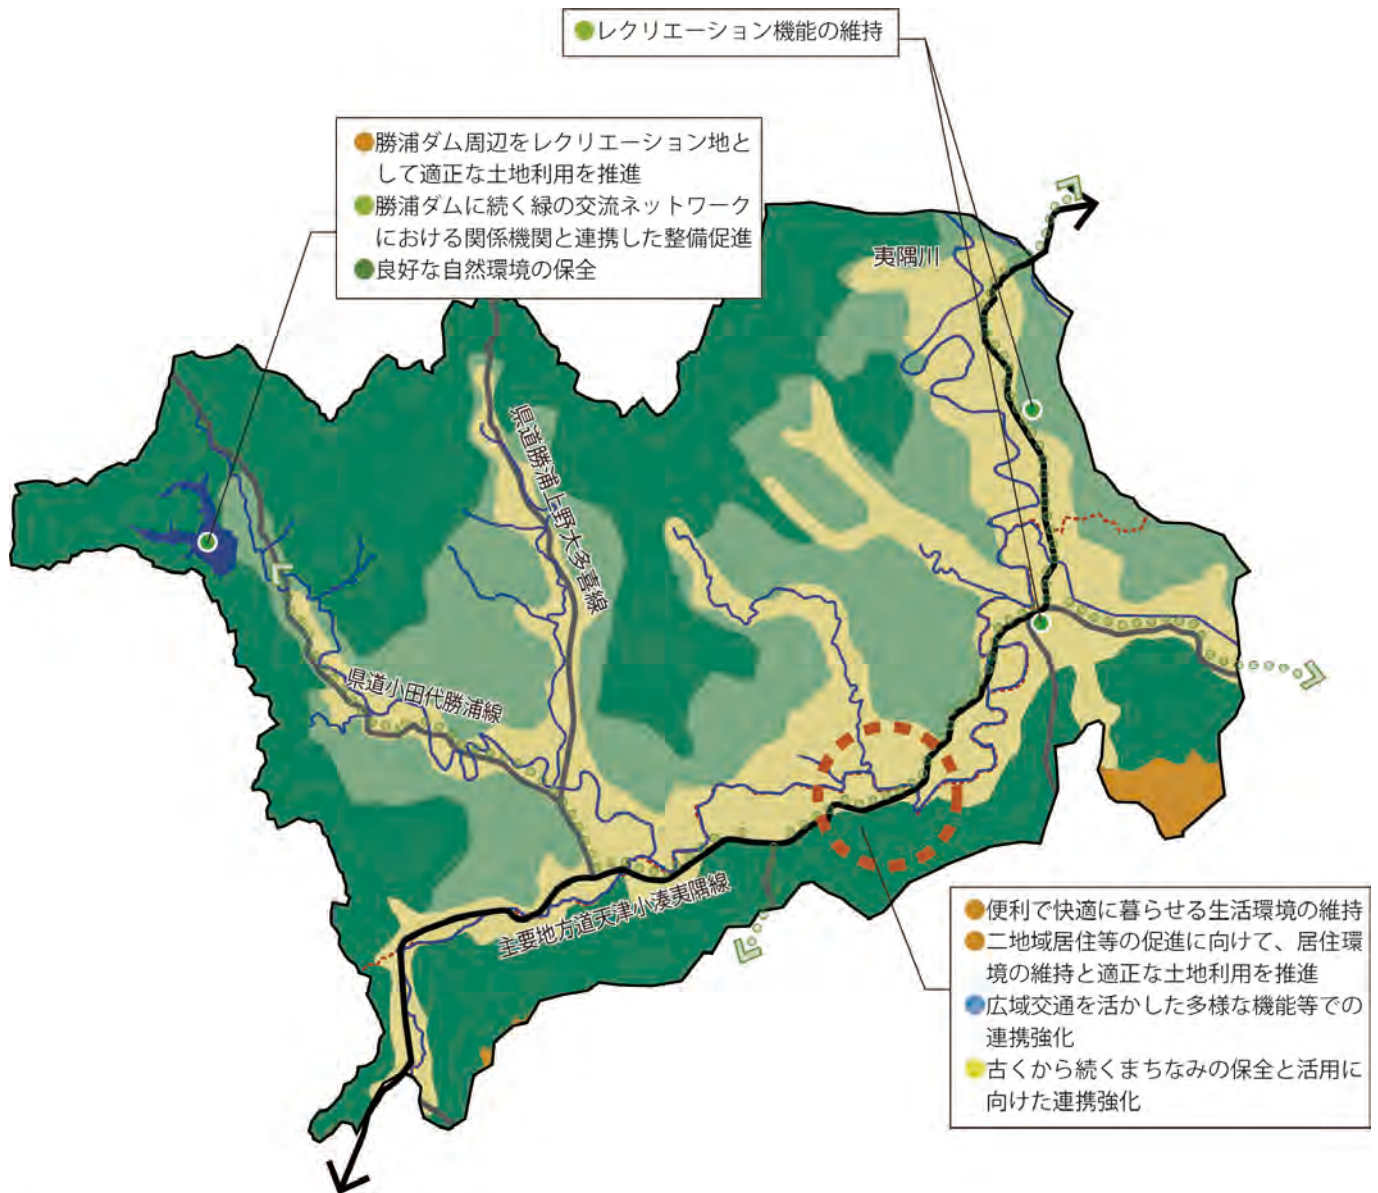 レクリエーション機能の維持
勝浦ダム周辺をレクリエーション地と
して適正な土地利用を推進
勝浦ダムに続く緑の交流ネットワーク
における関係機関と連携した整備促進
良好な自然環境の保全
夷隅川
県道勝浦上野大多喜線
県道小田代勝浦線
主要地方道天津小湊夷隅線
便利で快適に暮らせる生活環境の維持
二地域居住等の促進に向けて、居住環
境の維持と適正な土地利用を推進
広域交通を活かした多様な機能等での
連携強化
古くから続くまちなみの保全と活用に
向けた連携強化